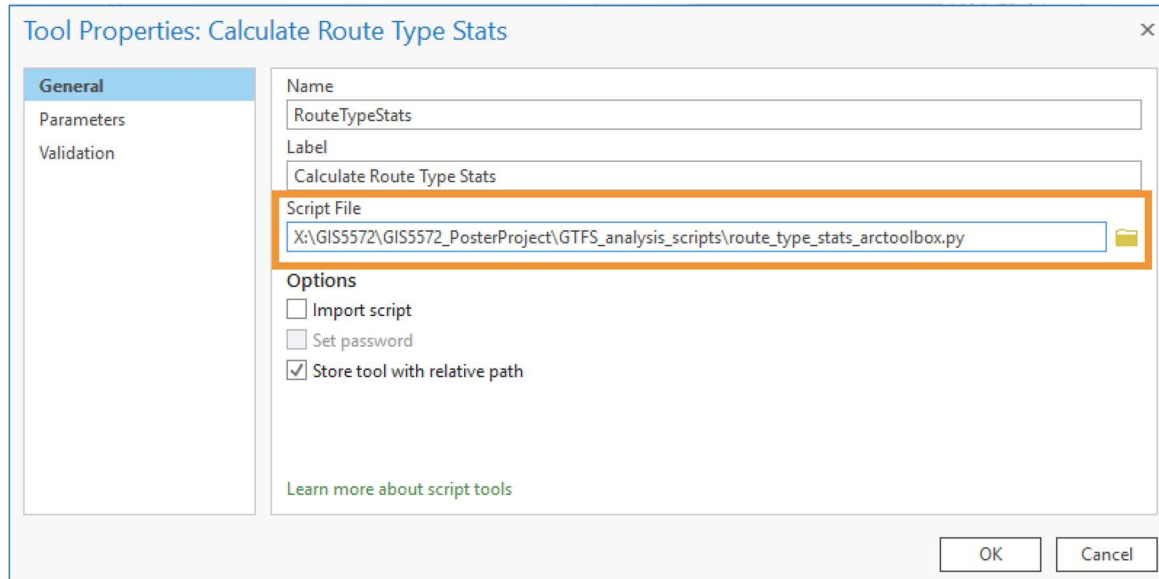 Tool Properties: Calculate Route Type Stats
General
Parameters
Validation
Name
RouteTypeStats
Label
Calculate Route Type Stats
Script File
X:\GIS5572\GIS5572_PosterProject\GTFS_analysis_scripts\route_type_stats_arctoolbox.py
Options
Import script
Set password
Store tool with relative path
Learn more about script tools
OK
Cancel